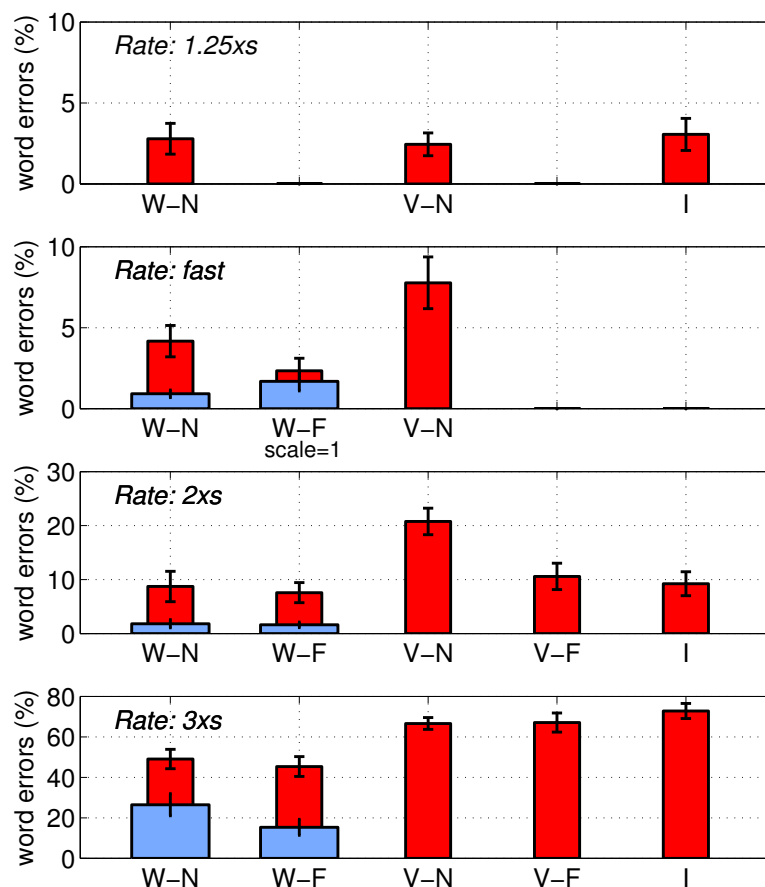 10
Rate: 1.25xs
5
0
word errors (%)
W−N
V−N
I
10
Rate: fast
5
0
word errors (%)
W−N
W−F
V−N
scale=1
30
Rate: 2xs
20
10
0
word errors (%)
W−N
W−F
V−N
V−F
I
80
Rate: 3xs
60
40
20
0
word errors (%)
W−N
W−F
V−N
V−F
I